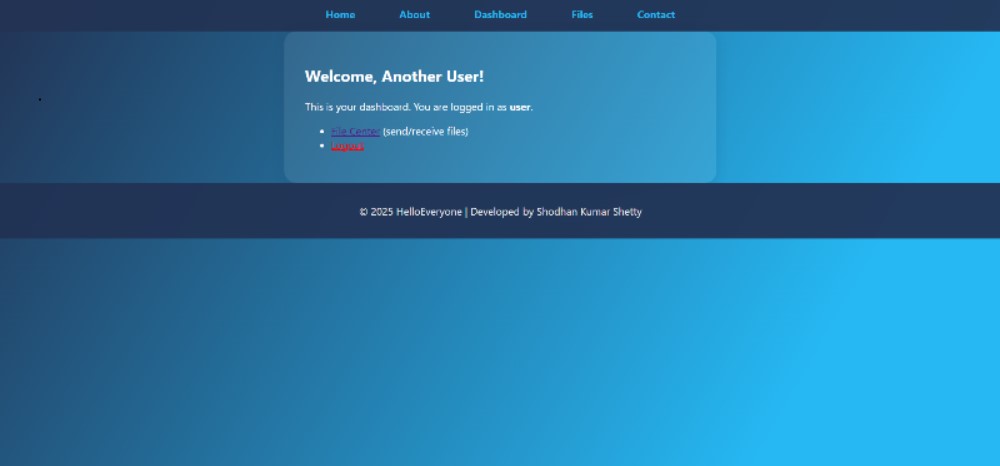 Home About Dashboard Files Contact
Welcome, Another User!
This is your dashboard. You are logged in as user.
File Center (send/receive files)
Logout
© 2025 HelloEveryone | Developed by Shodhan Kumar Shetty